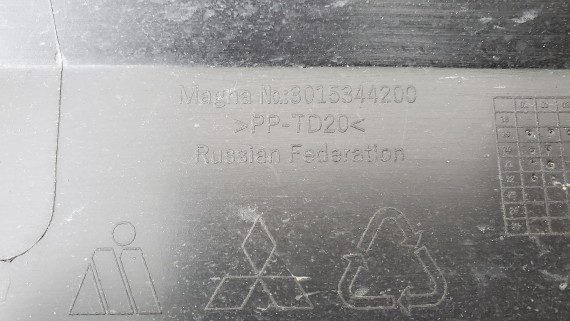 Magna No:3015344200
>PP-TD20<
Russian Federation